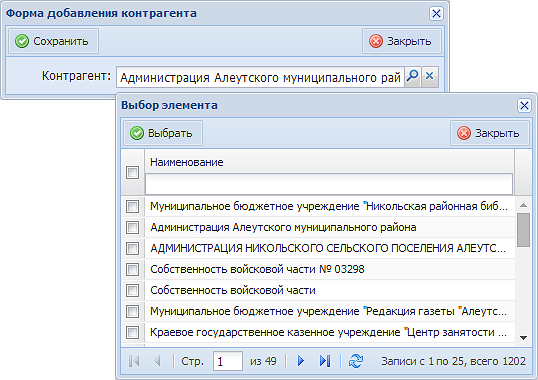 Форма добавления контрагента
Сохранить
Закрыть
Контрагент: Администрация Алеутского муниципального рай
Выбор элемента
Выбрать
Закрыть
Наименование
Муниципальное бюджетное учреждение "Никольская районная биб...
Администрация Алеутского муниципального района
АДМИНИСТРАЦИЯ НИКОЛЬСКОГО СЕЛЬСКОГО ПОСЕЛЕНИЯ АЛЕУТС...
Собственность войсковой части № 03298
Собственность войсковой части
Муниципальное бюджетное учреждение "Редакция газеты "Алеутс...
Краевое государственное казенное учреждение "Центр занятости ...
Стр. 1 из 49 Записи с 1 по 25, всего 1202